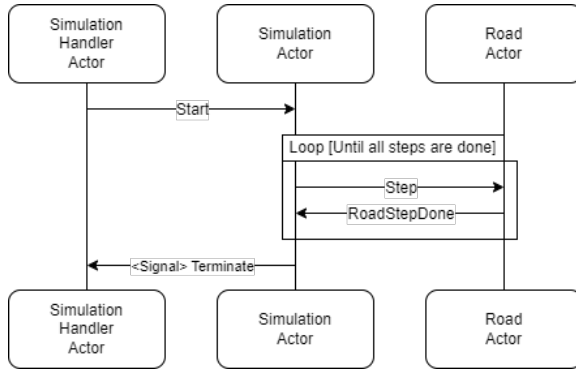 Simulation
Handler
Actor
Simulation
Actor
Road
Actor
Start
Loop [Until all steps are done]
Step
RoadStepDone
<Signal> Terminate
Simulation
Handler
Actor
Simulation
Actor
Road
Actor